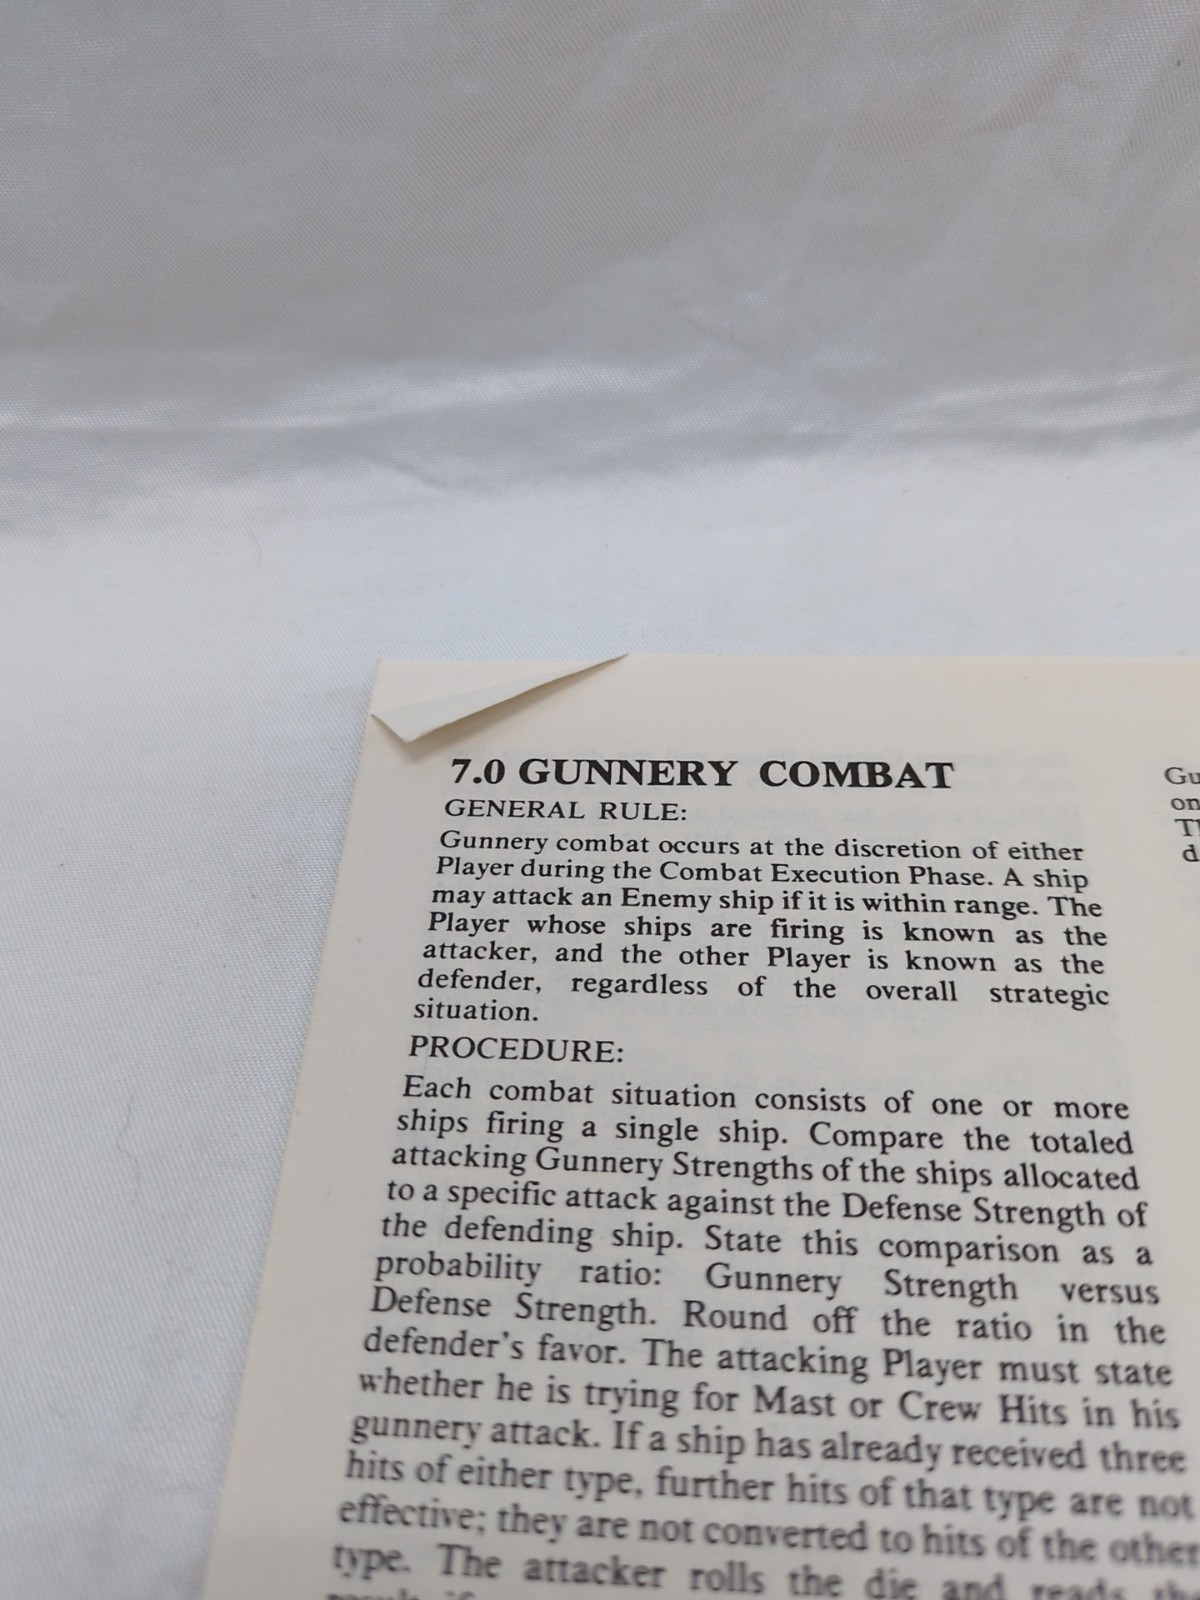 7.0 GUNNERY COMBAT
GENERAL RULE:
Gunnery combat occurs at the discretion of either
Player during the Combat Execution Phase. A ship
may attack an Enemy ship if it is within range. The
Player whose ships are firing is known as the
attacker, and the other Player is known as the
defender, regardless of the overall strategic
situation.
PROCEDURE:
Each combat situation consists of one or more
ships firing a single ship. Compare the totaled
attacking Gunnery Strengths of the ships allocated
to a specific attack against the Defense Strength of
the defending ship. State this comparison as a
probability ratio: Gunnery Strength versus
Defense Strength. Round off the ratio in the
defender's favor. The attacking Player must state
whether he is trying for Mast or Crew Hits in his
gunnery attack. If a ship has already received three
hits of either type, further hits of that type are not
effective; they are not converted to hits of the other
type. The attacker rolls the die and reads the